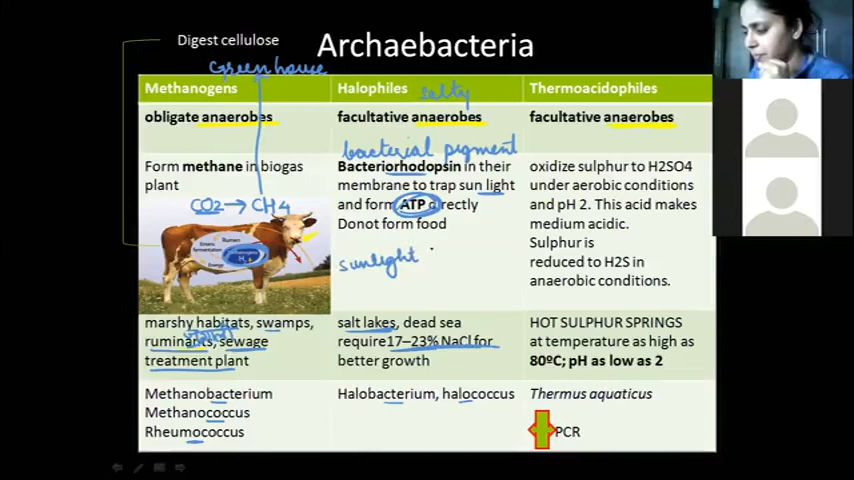 Digest cellulose
Archaebacteria
Green house
Methanogens
Halophiles salty
Thermoacidophiles
obligate anaerobes
facultative anaerobes
facultative anaerobes
bacterial pigment
Form methane in biogas
plant
CO2 → CH4
Rumen
Bacteriorhodopsin in their
membrane to trap sun light
and form ATP directly
Donot form food
sunlight
oxidize sulphur to H2SO4
under aerobic conditions
and pH 2. This acid makes
medium acidic.
Sulphur is
reduced to H2S in
anaerobic conditions.
marshy habitats, swamps,
ruminants, sewage
treatment plant
salt lakes, dead sea
require17–23% NaCl for
better growth
HOT SULPHUR SPRINGS
at temperature as high as
80ºC; pH as low as 2
Methanobacterium
Methanococcus
Rheumococcus
Halobacterium, halococcus
Thermus aquaticus
PCR